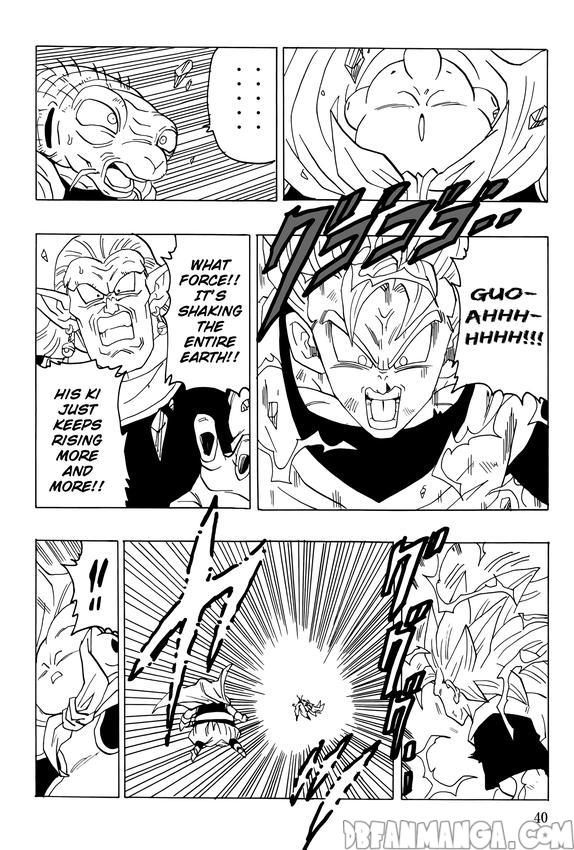 ......
GUO-
AHHH-
HHHH!!!
WHAT
FORCE!!
IT'S
SHAKING
THE
ENTIRE
EARTH!!
HIS KI
JUST
KEEPS
RISING
MORE
AND
MORE!!
!!
40
DBFANMANGA.COM